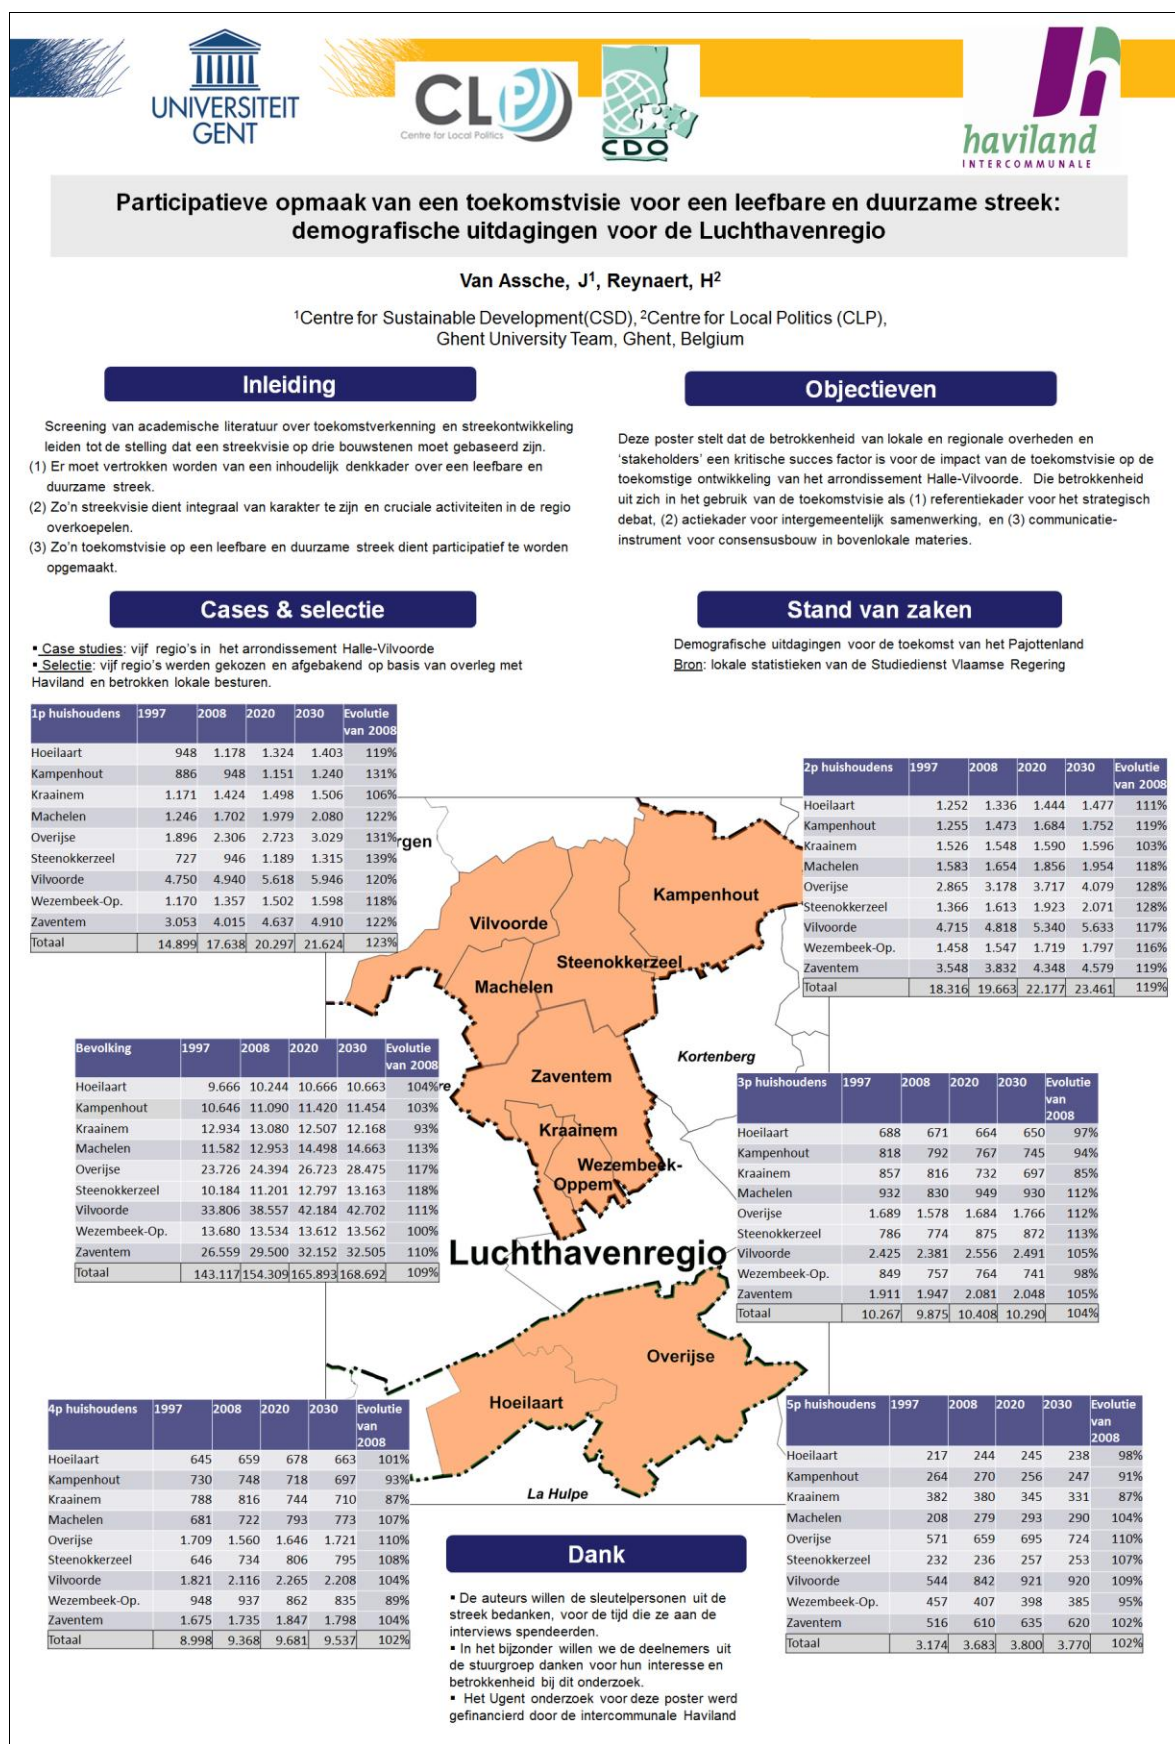 UNIVERSITEIT
GENT
CLP
Centre for Local Politics
CDO
haviland
INTERCOMMUNALE
Participatieve opmaak van een toekomstvisie voor een leefbare en duurzame streek:
demografische uitdagingen voor de Luchthavenregio
Van Assche, J¹, Reynaert, H²
¹Centre for Sustainable Development(CSD), ²Centre for Local Politics (CLP),
Ghent University Team, Ghent, Belgium
Inleiding
Screening van academische literatuur over toekomstverkenning en streekontwikkeling
leiden tot de stelling dat een streekvisie op drie bouwstenen moet gebaseerd zijn.
(1) Er moet vertrokken worden van een inhoudelijk denkkader over een leefbare en
duurzame streek.
(2) Zo'n streekvisie dient integraal van karakter te zijn en cruciale activiteiten in de regio
overkoepelen.
(3) Zo'n toekomstvisie op een leefbare en duurzame streek dient participatief te worden
opgemaakt.
Objectieven
Deze poster stelt dat de betrokkenheid van lokale en regionale overheden en
‘stakeholders’ een kritische succes factor is voor de impact van de toekomstvisie op de
toekomstige ontwikkeling van het arrondissement Halle-Vilvoorde. Die betrokkenheid
uit zich in het gebruik van de toekomstvisie als (1) referentiekader voor het strategisch
debat, (2) actiekader voor intergemeentelijk samenwerking, en (3) communicatie-
instrument voor consensusbouw in bovenlokale materies.
Cases & selectie
▪ Case studies: vijf regio's in het arrondissement Halle-Vilvoorde
▪ Selectie: vijf regio's werden gekozen en afgebakend op basis van overleg met
Haviland en betrokken lokale besturen.
Stand van zaken
Demografische uitdagingen voor de toekomst van het Pajottenland
Bron: lokale statistieken van de Studiedienst Vlaamse Regering
1p huishoudens 1997 2008 2020 2030 Evolutie
van 2008
Hoeilaart 948 1.178 1.324 1.403 119%
Kampenhout 886 948 1.151 1.240 131%
Kraainem 1.171 1.424 1.498 1.506 106%
Machelen 1.246 1.702 1.979 2.080 122%
Overijse 1.896 2.306 2.723 3.029 131%
Steenokkerzeel 727 946 1.189 1.315 139%
Vilvoorde 4.750 4.940 5.618 5.946 120%
Wezembeek-Op. 1.170 1.357 1.502 1.598 118%
Zaventem 3.053 4.015 4.637 4.910 122%
Totaal 14.899 17.638 20.297 21.624 123%
2p huishoudens 1997 2008 2020 2030 Evolutie
van 2008
Hoeilaart 1.252 1.336 1.444 1.477 111%
Kampenhout 1.255 1.473 1.684 1.752 119%
Kraainem 1.526 1.548 1.590 1.596 103%
Machelen 1.583 1.654 1.856 1.954 118%
Overijse 2.865 3.178 3.717 4.079 128%
Steenokkerzeel 1.366 1.613 1.923 2.071 128%
Vilvoorde 4.715 4.818 5.340 5.633 117%
Wezembeek-Op. 1.458 1.547 1.719 1.797 116%
Zaventem 3.548 3.832 4.348 4.579 119%
Totaal 18.316 19.663 22.177 23.461 119%
rgen
Kampenhout
Vilvoorde
Steenokkerzeel
Machelen
Kortenberg
Zaventem
re
Kraainem
Wezembeek-
Oppem
Luchthavenregio
Overijse
Hoeilaart
La Hulpe
Bevolking 1997 2008 2020 2030 Evolutie
van 2008
Hoeilaart 9.666 10.244 10.666 10.663 104%
Kampenhout 10.646 11.090 11.420 11.454 103%
Kraainem 12.934 13.080 12.507 12.168 93%
Machelen 11.582 12.953 14.498 14.663 113%
Overijse 23.726 24.394 26.723 28.475 117%
Steenokkerzeel 10.184 11.201 12.797 13.163 118%
Vilvoorde 33.806 38.557 42.184 42.702 111%
Wezembeek-Op. 13.680 13.534 13.612 13.562 100%
Zaventem 26.559 29.500 32.152 32.505 110%
Totaal 143.117 154.309 165.893 168.692 109%
3p huishoudens 1997 2008 2020 2030 Evolutie
van
2008
Hoeilaart 688 671 664 650 97%
Kampenhout 818 792 767 745 94%
Kraainem 857 816 732 697 85%
Machelen 932 830 949 930 112%
Overijse 1.689 1.578 1.684 1.766 112%
Steenokkerzeel 786 774 875 872 113%
Vilvoorde 2.425 2.381 2.556 2.491 105%
Wezembeek-Op. 849 757 764 741 98%
Zaventem 1.911 1.947 2.081 2.048 105%
Totaal 10.267 9.875 10.408 10.290 104%
4p huishoudens 1997 2008 2020 2030 Evolutie
van
2008
Hoeilaart 645 659 678 663 101%
Kampenhout 730 748 718 697 93%
Kraainem 788 816 744 710 87%
Machelen 681 722 793 773 107%
Overijse 1.709 1.560 1.646 1.721 110%
Steenokkerzeel 646 734 806 795 108%
Vilvoorde 1.821 2.116 2.265 2.208 104%
Wezembeek-Op. 948 937 862 835 89%
Zaventem 1.675 1.735 1.847 1.798 104%
Totaal 8.998 9.368 9.681 9.537 102%
5p huishoudens 1997 2008 2020 2030 Evolutie
van
2008
Hoeilaart 217 244 245 238 98%
Kampenhout 264 270 256 247 91%
Kraainem 382 380 345 331 87%
Machelen 208 279 293 290 104%
Overijse 571 659 695 724 110%
Steenokkerzeel 232 236 257 253 107%
Vilvoorde 544 842 921 920 109%
Wezembeek-Op. 457 407 398 385 95%
Zaventem 516 610 635 620 102%
Totaal 3.174 3.683 3.800 3.770 102%
Dank
▪ De auteurs willen de sleutelpersonen uit de
streek bedanken, voor de tijd die ze aan de
interviews spendeerden.
▪ In het bijzonder willen we de deelnemers uit
de stuurgroep danken voor hun interesse en
betrokkenheid bij dit onderzoek.
▪ Het Ugent onderzoek voor deze poster werd
gefinancierd door de intercommunale Haviland